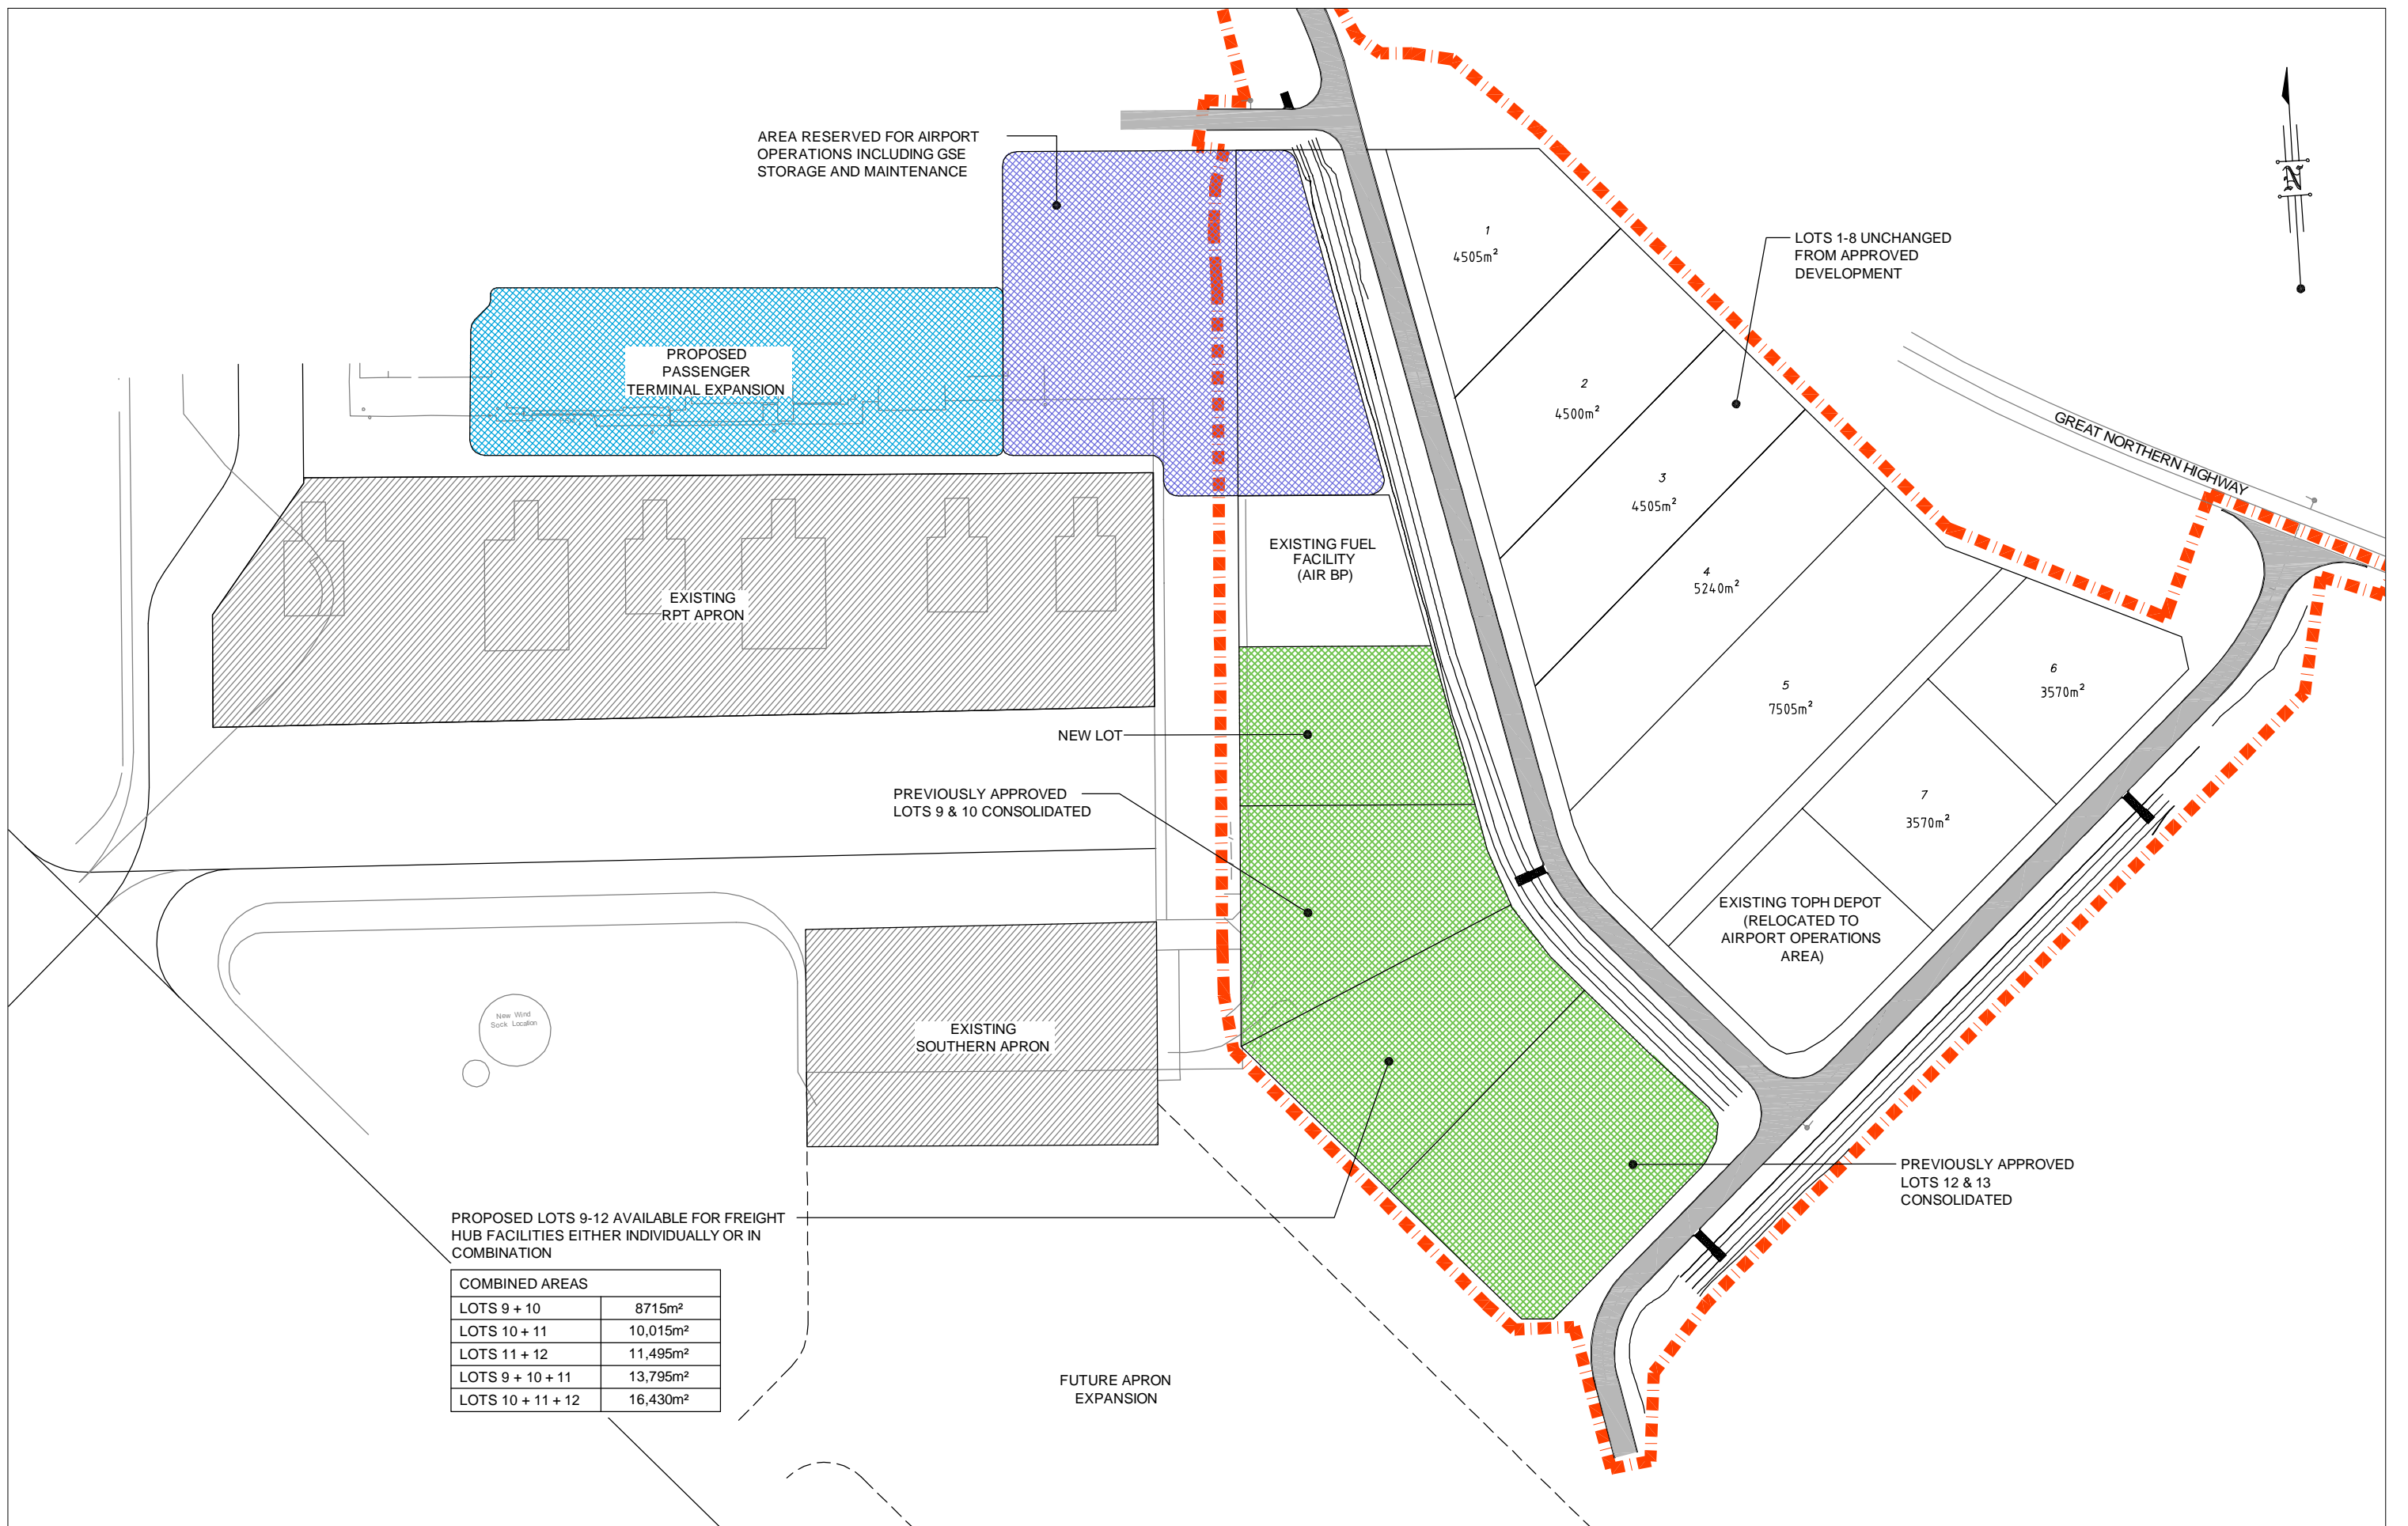 AREA RESERVED FOR AIRPORT
OPERATIONS INCLUDING GSE
STORAGE AND MAINTENANCE
N
1
4505m²
LOTS 1-8 UNCHANGED
FROM APPROVED
DEVELOPMENT
PROPOSED
PASSENGER
TERMINAL EXPANSION
2
4500m²
GREAT NORTHERN HIGHWAY
3
4505m²
EXISTING FUEL
FACILITY
(AIR BP)
4
5240m²
EXISTING
RPT APRON
6
3570m²
5
7505m²
NEW LOT
PREVIOUSLY APPROVED
LOTS 9 & 10 CONSOLIDATED
7
3570m²
EXISTING TOPH DEPOT
(RELOCATED TO
AIRPORT OPERATIONS
AREA)
New Wind
Sock Location
EXISTING
SOUTHERN APRON
PREVIOUSLY APPROVED
LOTS 12 & 13
CONSOLIDATED
PROPOSED LOTS 9-12 AVAILABLE FOR FREIGHT
HUB FACILITIES EITHER INDIVIDUALLY OR IN
COMBINATION
COMBINED AREAS
LOTS 9 + 10 8715m²
LOTS 10 + 11 10,015m²
LOTS 11 + 12 11,495m²
LOTS 9 + 10 + 11 13,795m²
LOTS 10 + 11 + 12 16,430m²
FUTURE APRON
EXPANSION